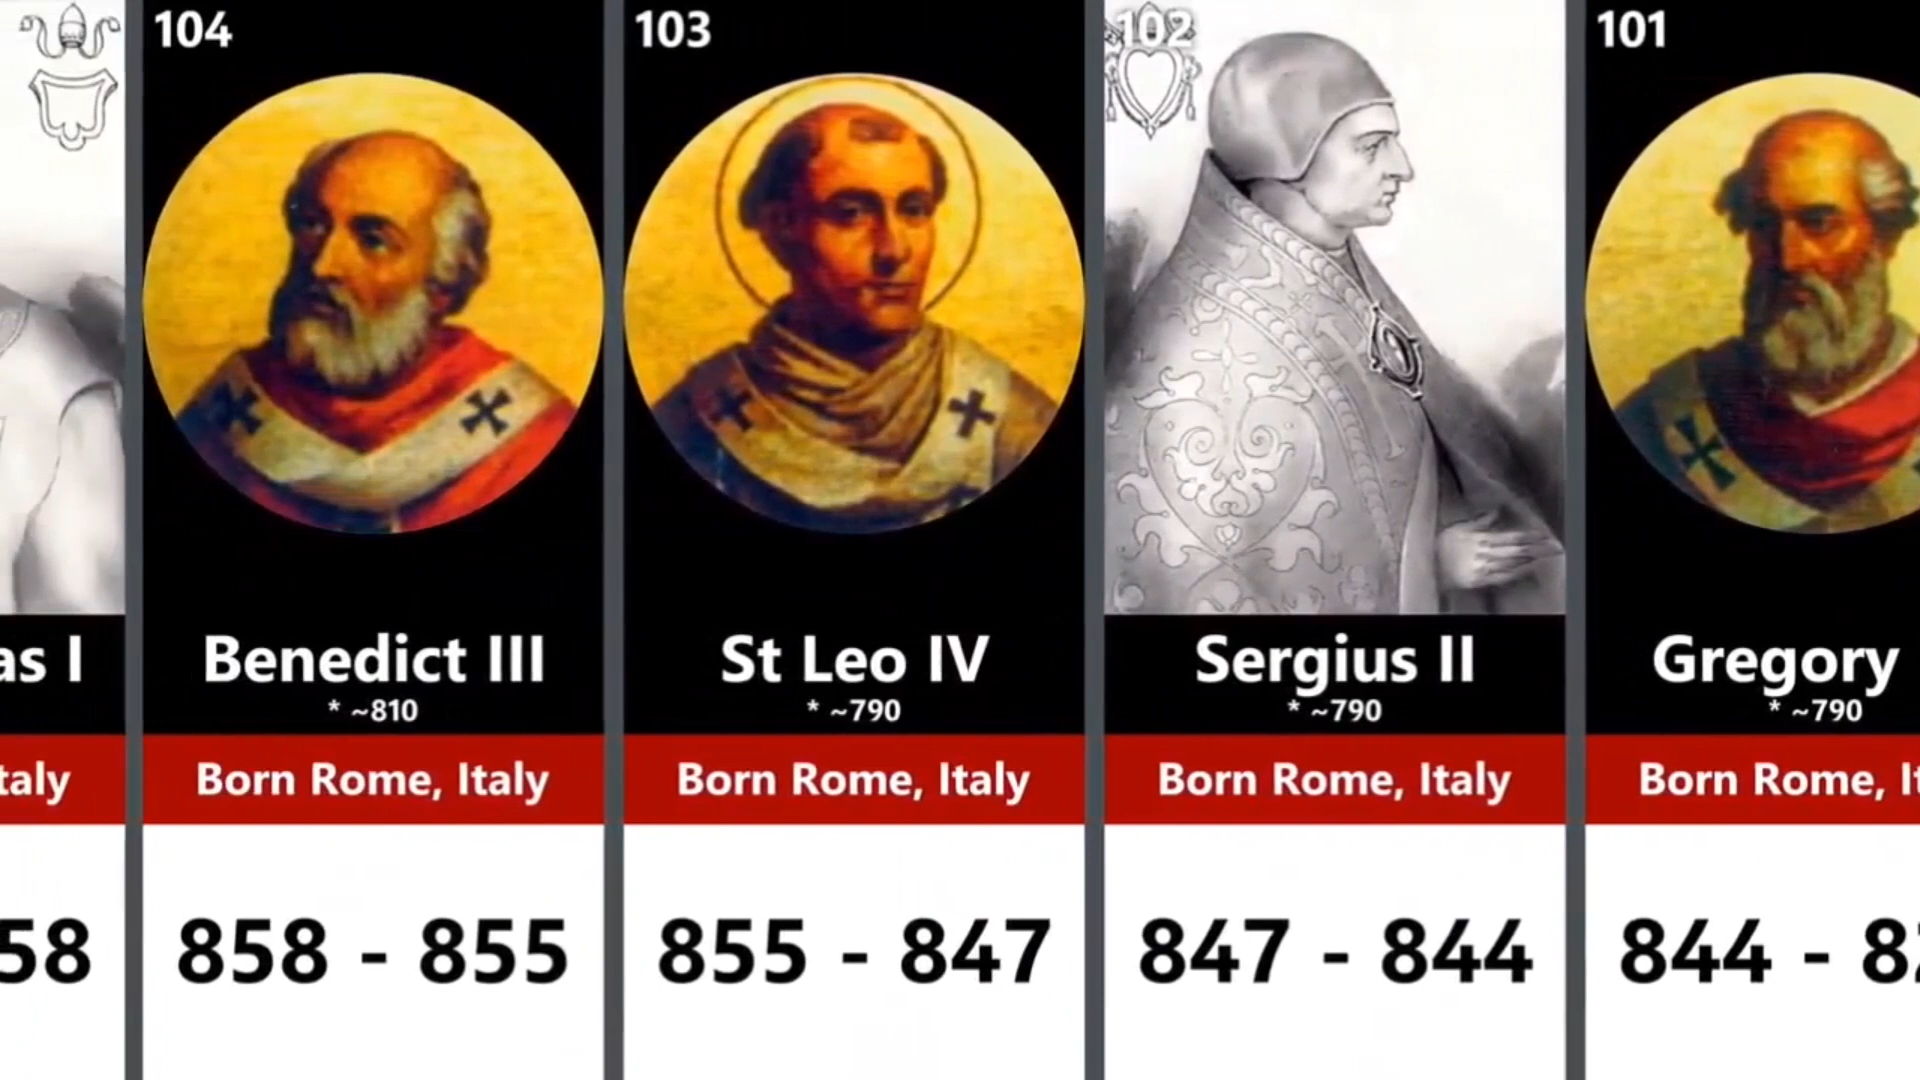 104
103
102
101
as I
Benedict III
* ~810
St Leo IV
* ~790
Sergius II
* ~790
Gregory
* ~790
taly
Born Rome, Italy
Born Rome, Italy
Born Rome, Italy
Born Rome, It
58
858 - 855
855 - 847
847 - 844
844 - 82